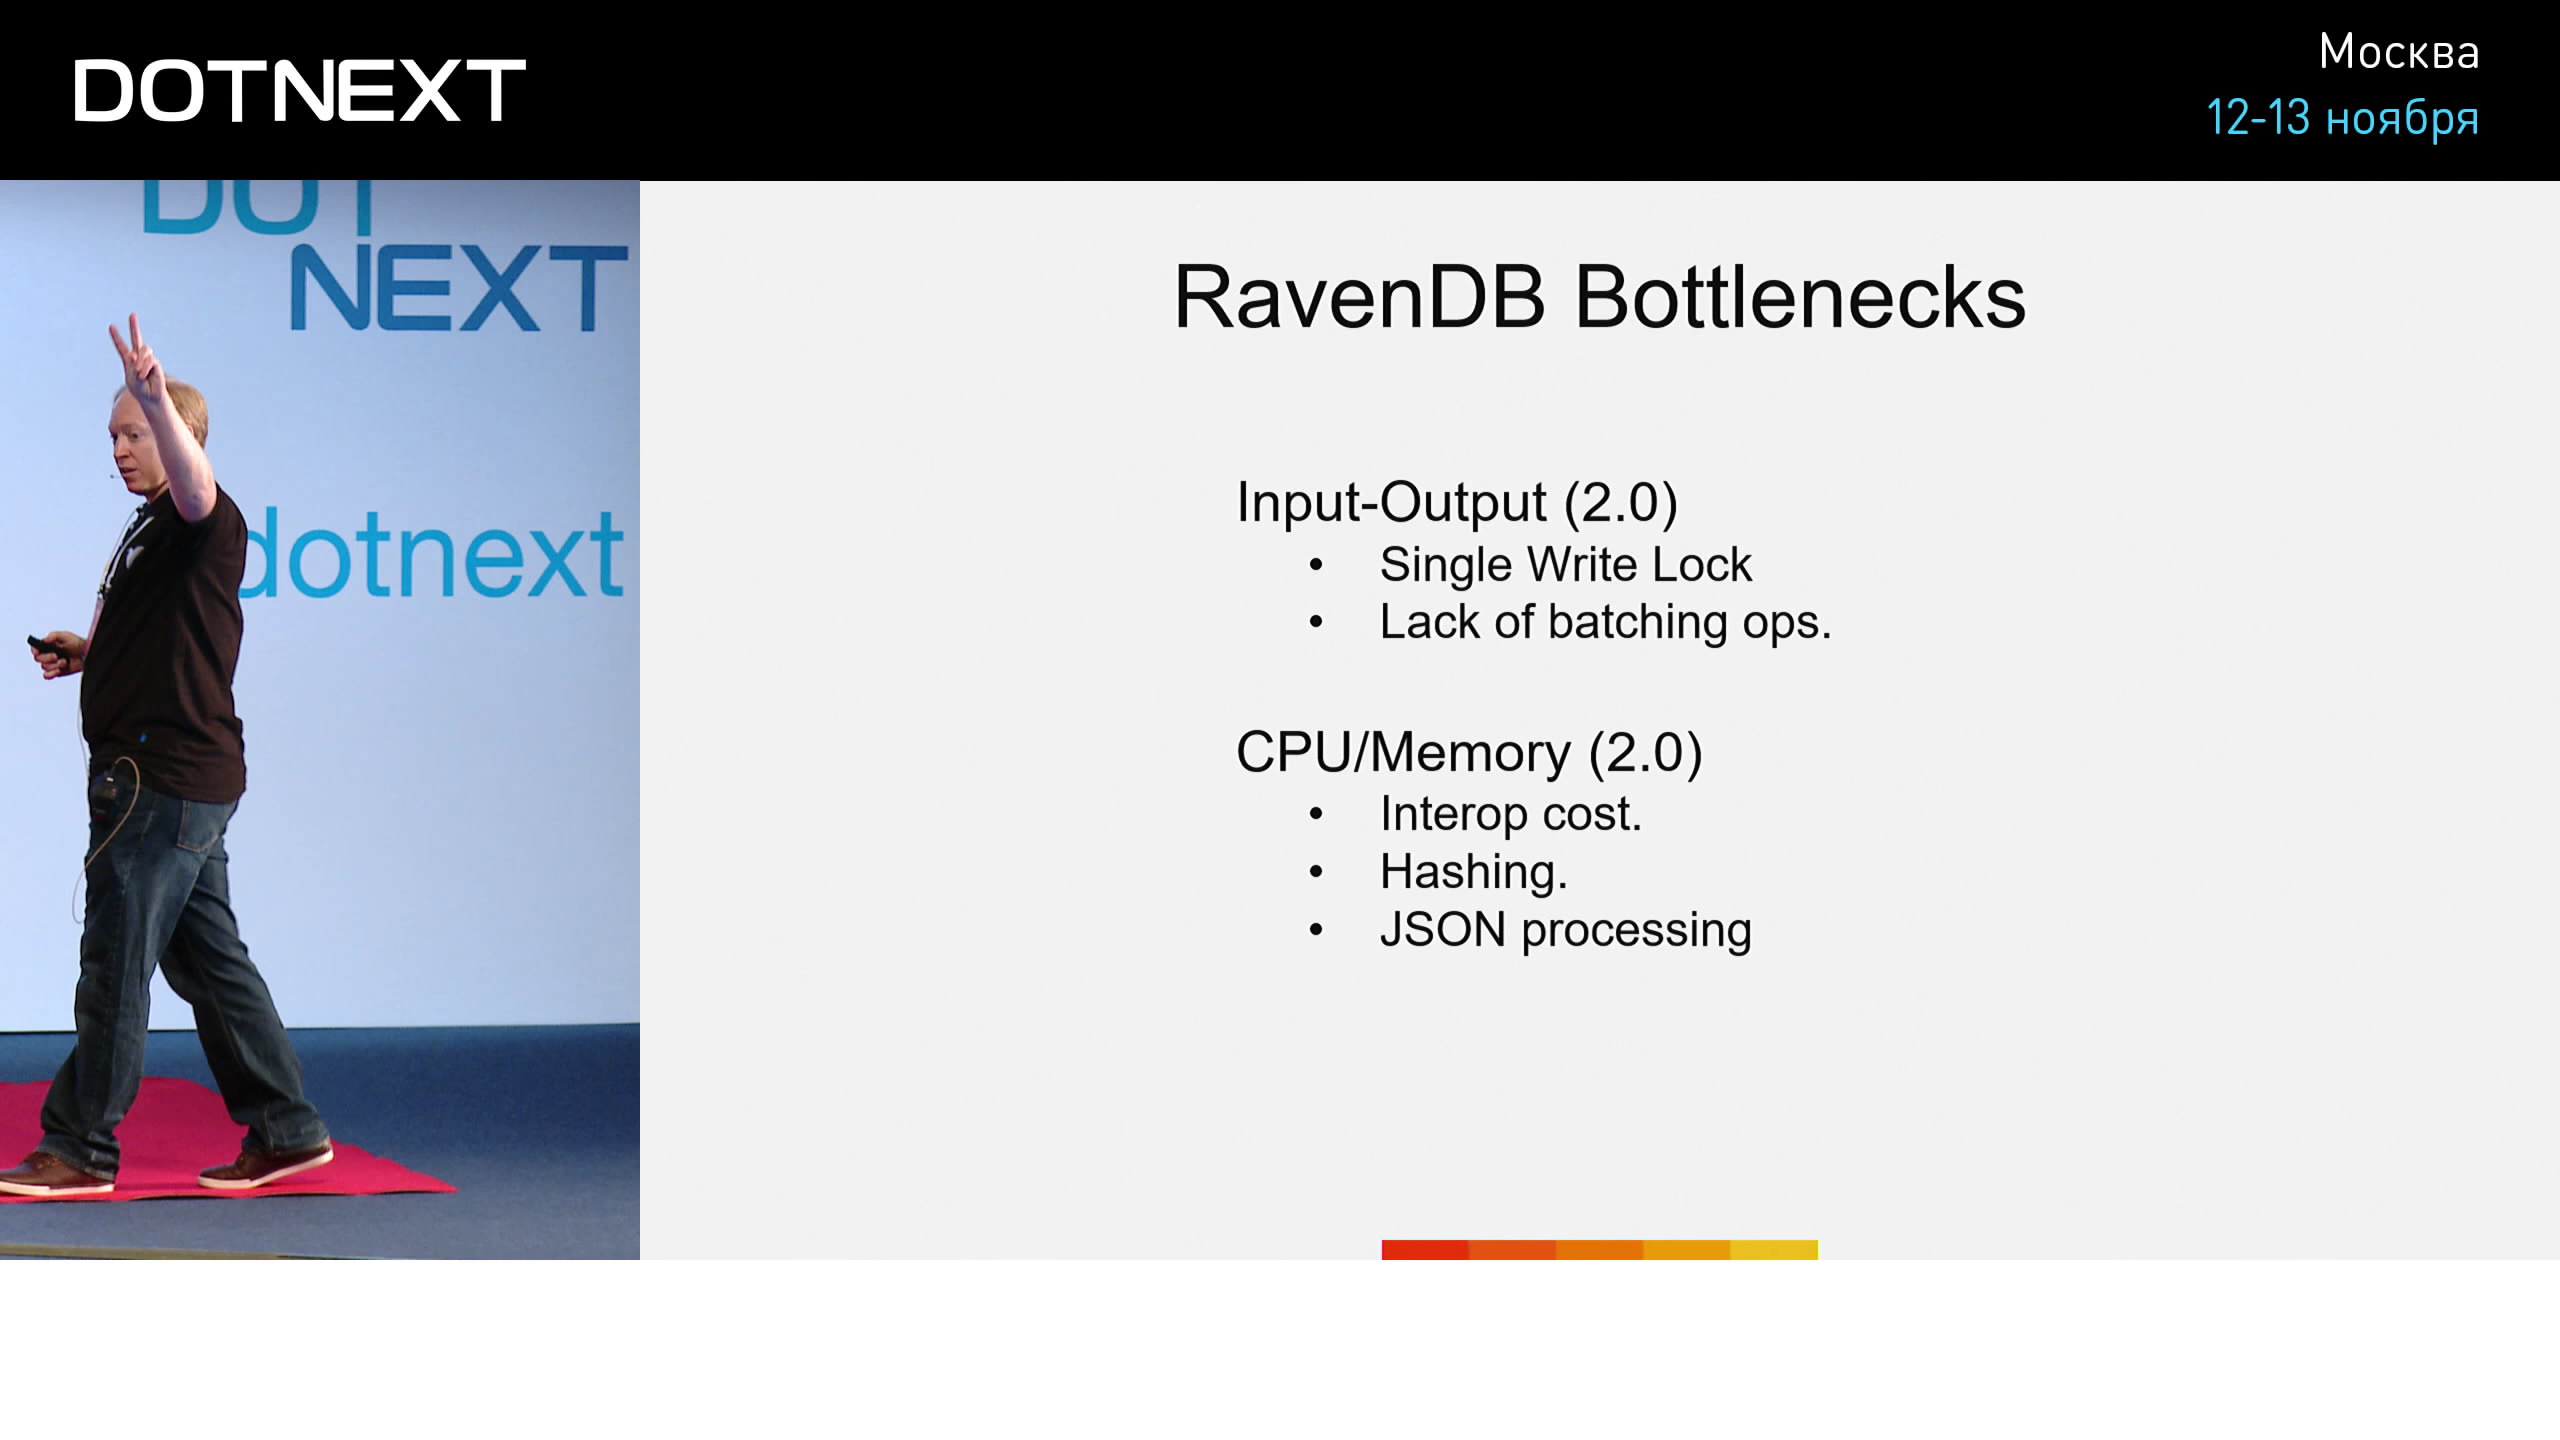 DOTNEXT
Москва
12-13 ноября
DOT
NEXT
dotnext
RavenDB Bottlenecks
Input-Output (2.0)
• Single Write Lock
• Lack of batching ops.
CPU/Memory (2.0)
• Interop cost.
• Hashing.
• JSON processing